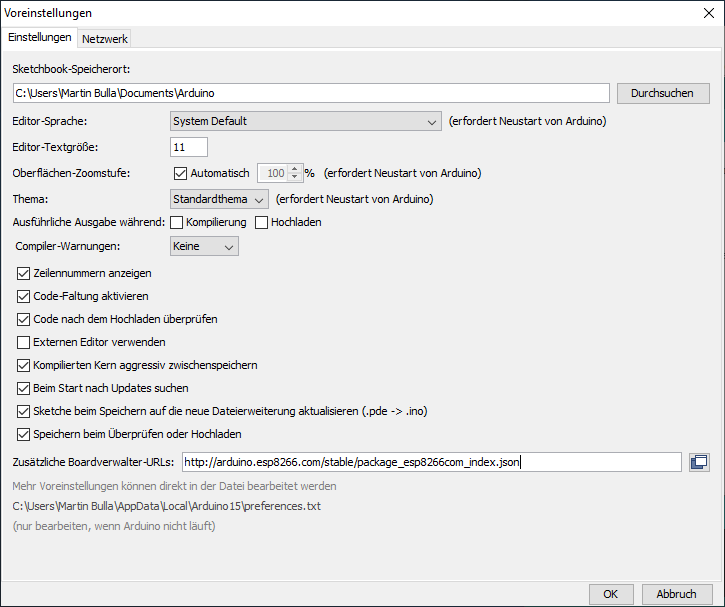 Voreinstellungen
Einstellungen Netzwerk
Sketchbook-Speicherort:
C:\Users\Martin Bulla\Documents\Arduino Durchsuchen
Editor-Sprache: System Default (erfordert Neustart von Arduino)
Editor-Textgröße: 11
Oberflächen-Zoomstufe: Automatisch 100 % (erfordert Neustart von Arduino)
Thema: Standardthema (erfordert Neustart von Arduino)
Ausführliche Ausgabe während: Kompilierung Hochladen
Compiler-Warnungen: Keine
Zeilennummern anzeigen
Code-Faltung aktivieren
Code nach dem Hochladen überprüfen
Externen Editor verwenden
Kompilierten Kern aggressiv zwischenspeichern
Beim Start nach Updates suchen
Sketche beim Speichern auf die neue Dateierweiterung aktualisieren (.pde -> .ino)
Speichern beim Überprüfen oder Hochladen
Zusätzliche Boardverwalter-URLs: http://arduino.esp8266.com/stable/package_esp8266com_index.json
Mehr Voreinstellungen können direkt in der Datei bearbeitet werden
C:\Users\Martin Bulla\AppData\Local\Arduino15\preferences.txt
(nur bearbeiten, wenn Arduino nicht läuft)
OK Abbruch